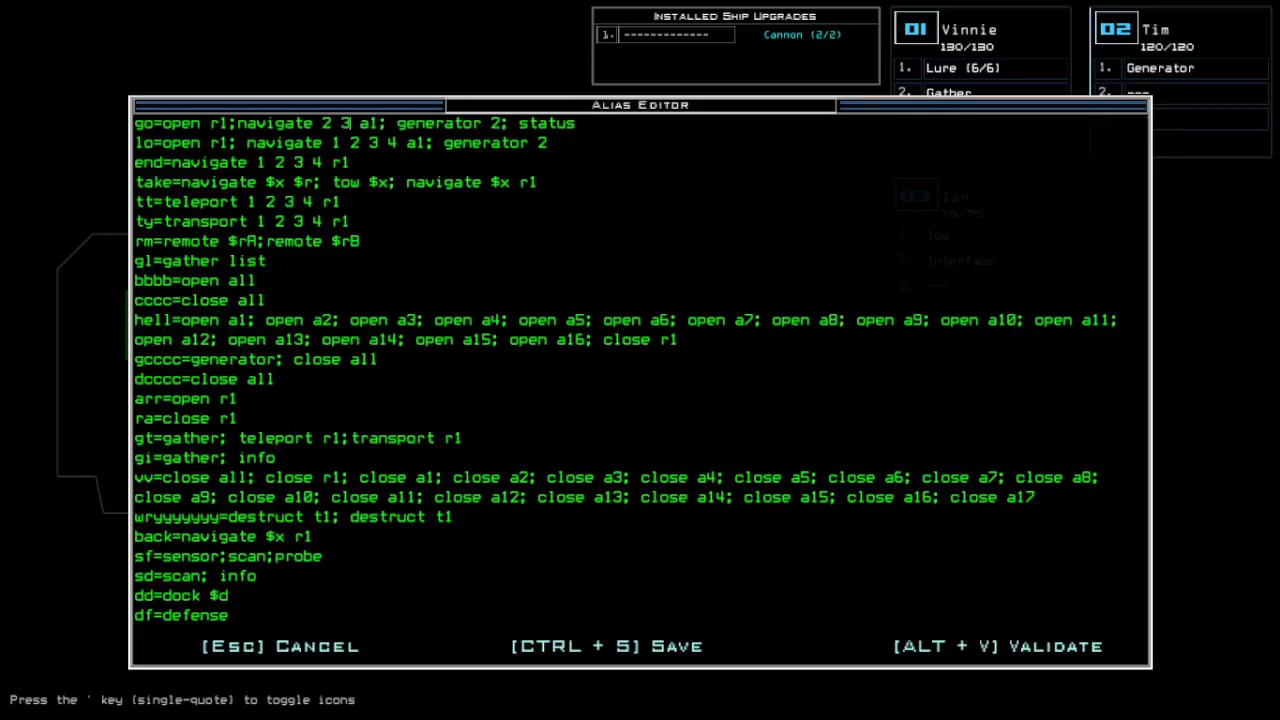 Installed Ship Upgrades
1. ------------- Cannon (2/2)
01 Vinnie
130/130
1. Lure (6/6)
2. Gather
02 Tim
120/120
1. Generator
2. ---
03 Ian
70/70
1. Tow
2. Interface
3. ---
Alias Editor
go=open r1;navigate 2 3 a1; generator 2; status
lo=open r1; navigate 1 2 3 4 a1; generator 2
end=navigate 1 2 3 4 r1
take=navigate $x $r; tow $x; navigate $x r1
tt=teleport 1 2 3 4 r1
ty=transport 1 2 3 4 r1
rm=remote $rA;remote $rB
gl=gather list
bbbb=open all
cccc=close all
hell=open a1; open a2; open a3; open a4; open a5; open a6; open a7; open a8; open a9; open a10; open a11;
open a12; open a13; open a14; open a15; open a16; close r1
gcccc=generator; close all
dcccc=close all
arr=open r1
ra=close r1
gt=gather; teleport r1;transport r1
gi=gather; info
vv=close all; close r1; close a1; close a2; close a3; close a4; close a5; close a6; close a7; close a8;
close a9; close a10; close a11; close a12; close a13; close a14; close a15; close a16; close a17
wryyyyyyy=destruct t1; destruct t1
back=navigate $x r1
sf=sensor;scan;probe
sd=scan; info
dd=dock $d
df=defense
[Esc] Cancel
[CTRL + S] Save
[ALT + V] Validate
Press the ' key (single-quote) to toggle icons